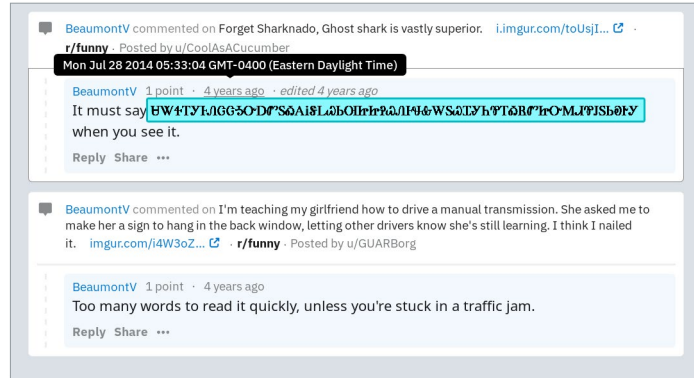 BeaumontV commented on Forget Sharknado, Ghost shark is vastly superior. i.imgur.com/toUsjI... ·
r/funny · Posted by u/CoolAsACucumber
Mon Jul 28 2014 05:33:04 GMT-0400 (Eastern Daylight Time)
BeaumontV 1 point · 4 years ago · edited 4 years ago
It must say
when you see it.
Reply Share •••
BeaumontV commented on I'm teaching my girlfriend how to drive a manual transmission. She asked me to
make her a sign to hang in the back window, letting other drivers know she's still learning. I think I nailed
it. imgur.com/i4W3oZ... · r/funny · Posted by u/GUARBorg
BeaumontV 1 point · 4 years ago
Too many words to read it quickly, unless you're stuck in a traffic jam.
Reply Share •••